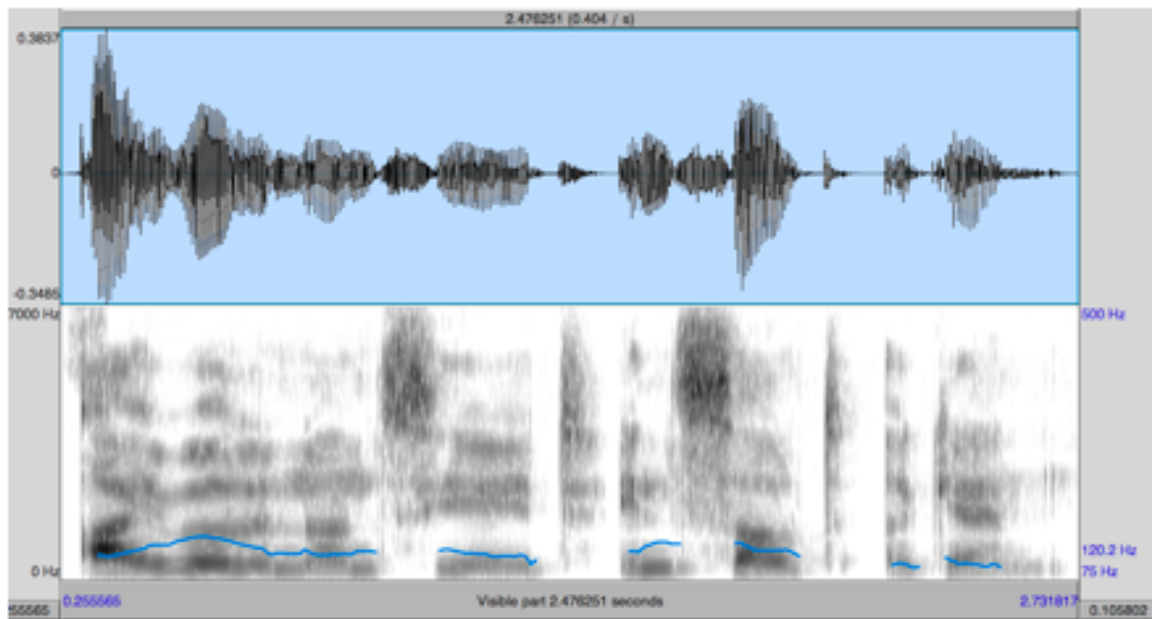 2.476251 (0.404 / s)
0.3837
0
-0.3485
7000 Hz
500 Hz
120.2 Hz
0 Hz
75 Hz
0.255565
Visible part 2.476251 seconds
2.731817
255565
0.105802